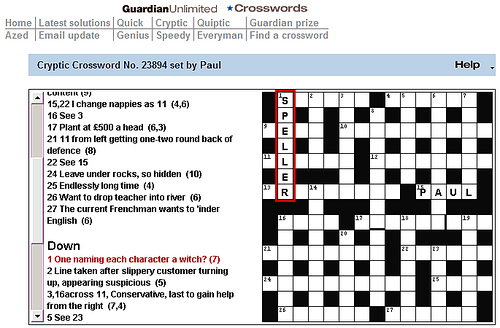 GuardianUnlimited ★Crosswords
Home | Latest solutions | Quick | Cryptic | Quiptic | Guardian prize
Azed | Email update | Genius | Speedy | Everyman | Find a crossword
Cryptic Crossword No. 23894 set by Paul Help
content (9)
15,22 I change nappies as 11 (4,6)
16 See 3
17 Plant at £500 a head (6,3)
21 11 from left getting one-two round back of
defence (8)
22 See 15
24 Leave under rocks, so hidden (10)
25 Endlessly long time (4)
26 Want to drop teacher into river (6)
27 The current Frenchman wants to 'inder
English (6)
Down
1 One naming each character a witch? (7)
2 Line taken after slippery customer turning
up, appearing suspicious (5)
3,16across 11, Conservative, last to gain help
from the right (7,4)
5 See 23
1 2 3 4 5 6 7
S
P
E
L
L
E
R
8
9 10
11 12
13 14 15
P A U L
16 17 18 19
20
21 22 23
24 25
26 27